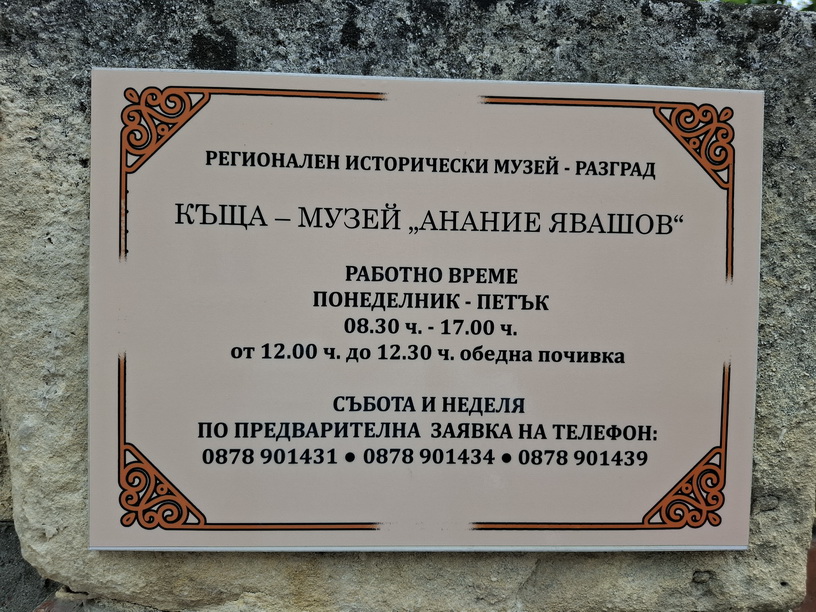 РЕГИОНАЛЕН ИСТОРИЧЕСКИ МУЗЕЙ - РАЗГРАД
КЪЩА – МУЗЕЙ „АНАНИЕ ЯВАШОВ“
РАБОТНО ВРЕМЕ
ПОНЕДЕЛНИК - ПЕТЪК
08.30 ч. - 17.00 ч.
от 12.00 ч. до 12.30 ч. обедна почивка
СЪБОТА И НЕДЕЛЯ
ПО ПРЕДВАРИТЕЛНА ЗАЯВКА НА ТЕЛЕФОН:
0878 901431 ● 0878 901434 ● 0878 901439